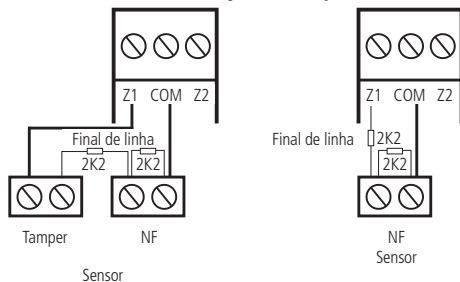 Z1 COM Z2
Final de linha
2K2
2K2
Tamper
NF
Sensor
Z1 COM Z2
Final de linha
2K2
2K2
NF
Sensor